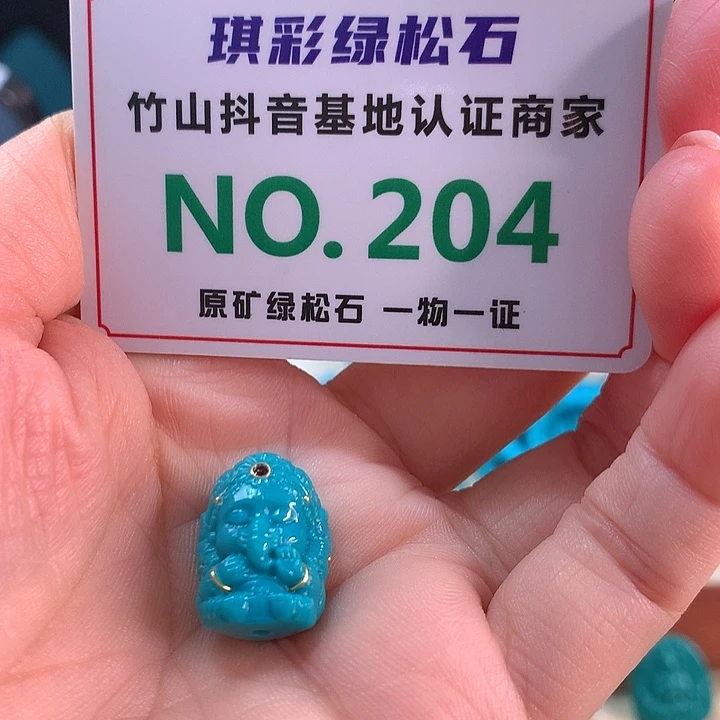 琪彩绿松石
竹山抖音基地认证商家
NO.204
原矿绿松石 一物一证